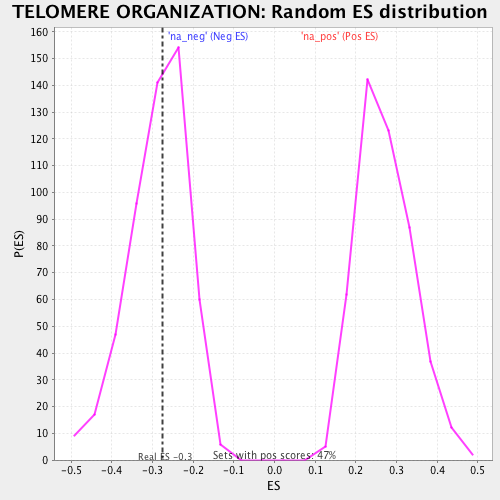 TELOMERE ORGANIZATION: Random ES distribution
'na_neg' (Neg ES)
'na_pos' (Pos ES)
160
150
140
130
120
110
100
90
80
70
60
50
40
30
20
10
0
P(ES)
Real ES -0.3
Sets with pos scores: 47%
-0.5 -0.4 -0.3 -0.2 -0.1 0.0 0.1 0.2 0.3 0.4 0.5
ES